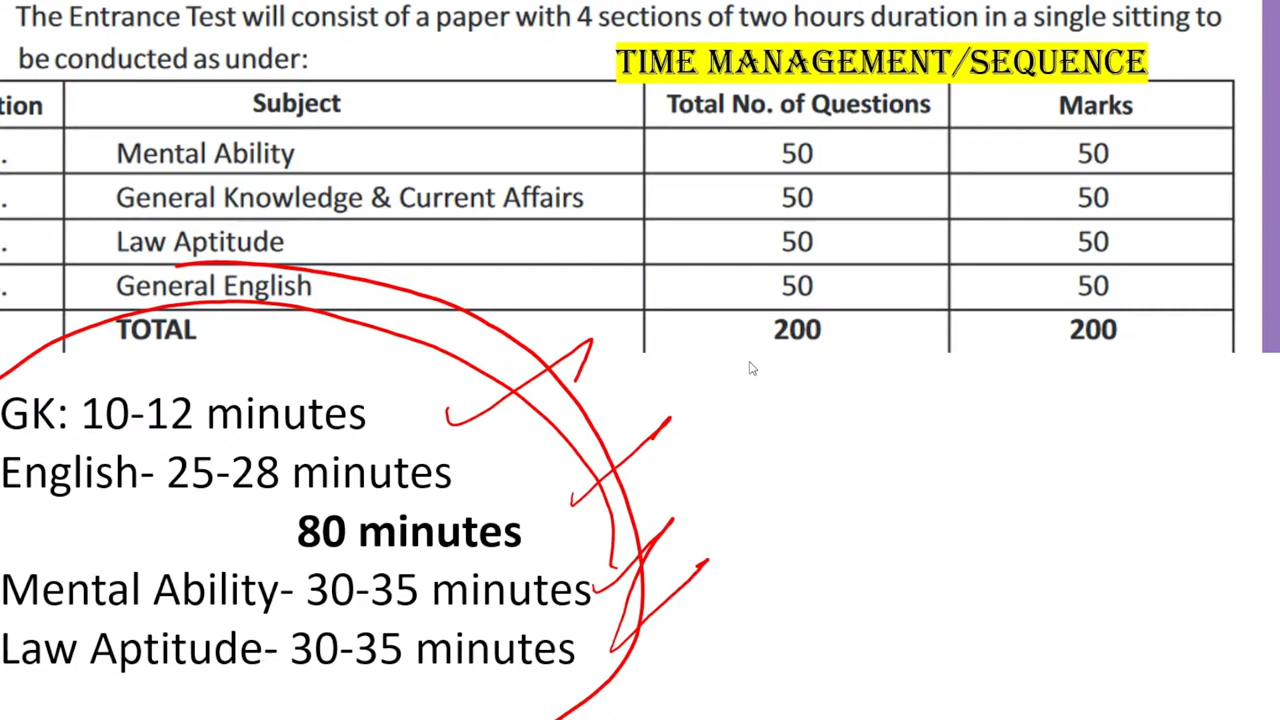 The Entrance Test will consist of a paper with 4 sections of two hours duration in a single sitting to
be conducted as under:
TIME MANAGEMENT/SEQUENCE
tion Subject Total No. of Questions Marks
. Mental Ability 50 50
. General Knowledge & Current Affairs 50 50
. Law Aptitude 50 50
. General English 50 50
TOTAL 200 200
GK: 10-12 minutes
English- 25-28 minutes
80 minutes
Mental Ability- 30-35 minutes
Law Aptitude- 30-35 minutes